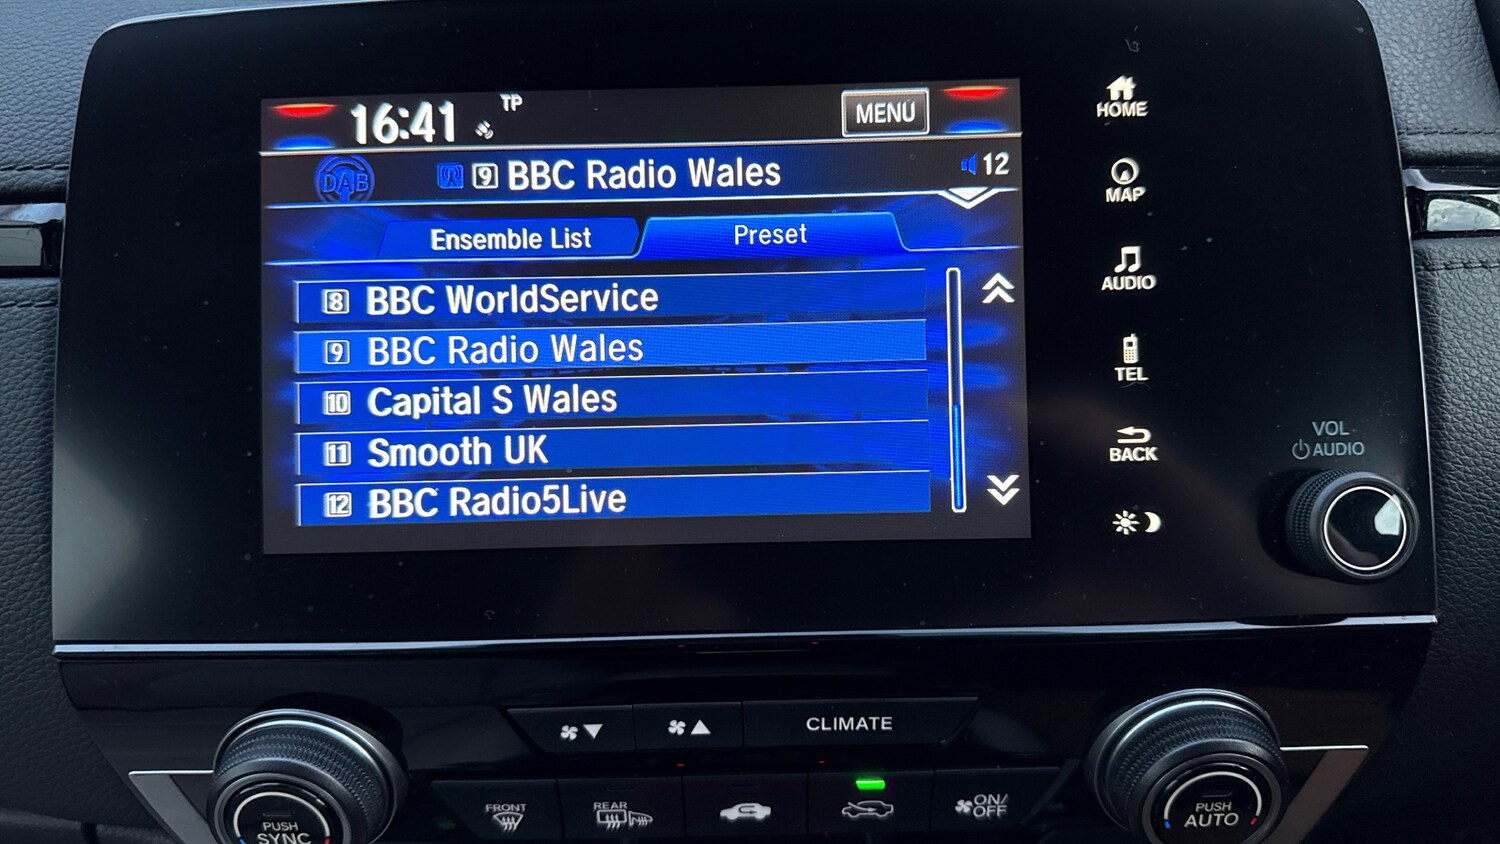 16:41 TP MENU
DAB 9 BBC Radio Wales 12
Ensemble List Preset
8 BBC WorldService
9 BBC Radio Wales
10 Capital S Wales
11 Smooth UK
12 BBC Radio5Live
HOME
MAP
AUDIO
TEL
BACK
VOL
AUDIO
CLIMATE
FRONT
REAR
ON/
OFF
PUSH
SYNC
PUSH
AUTO